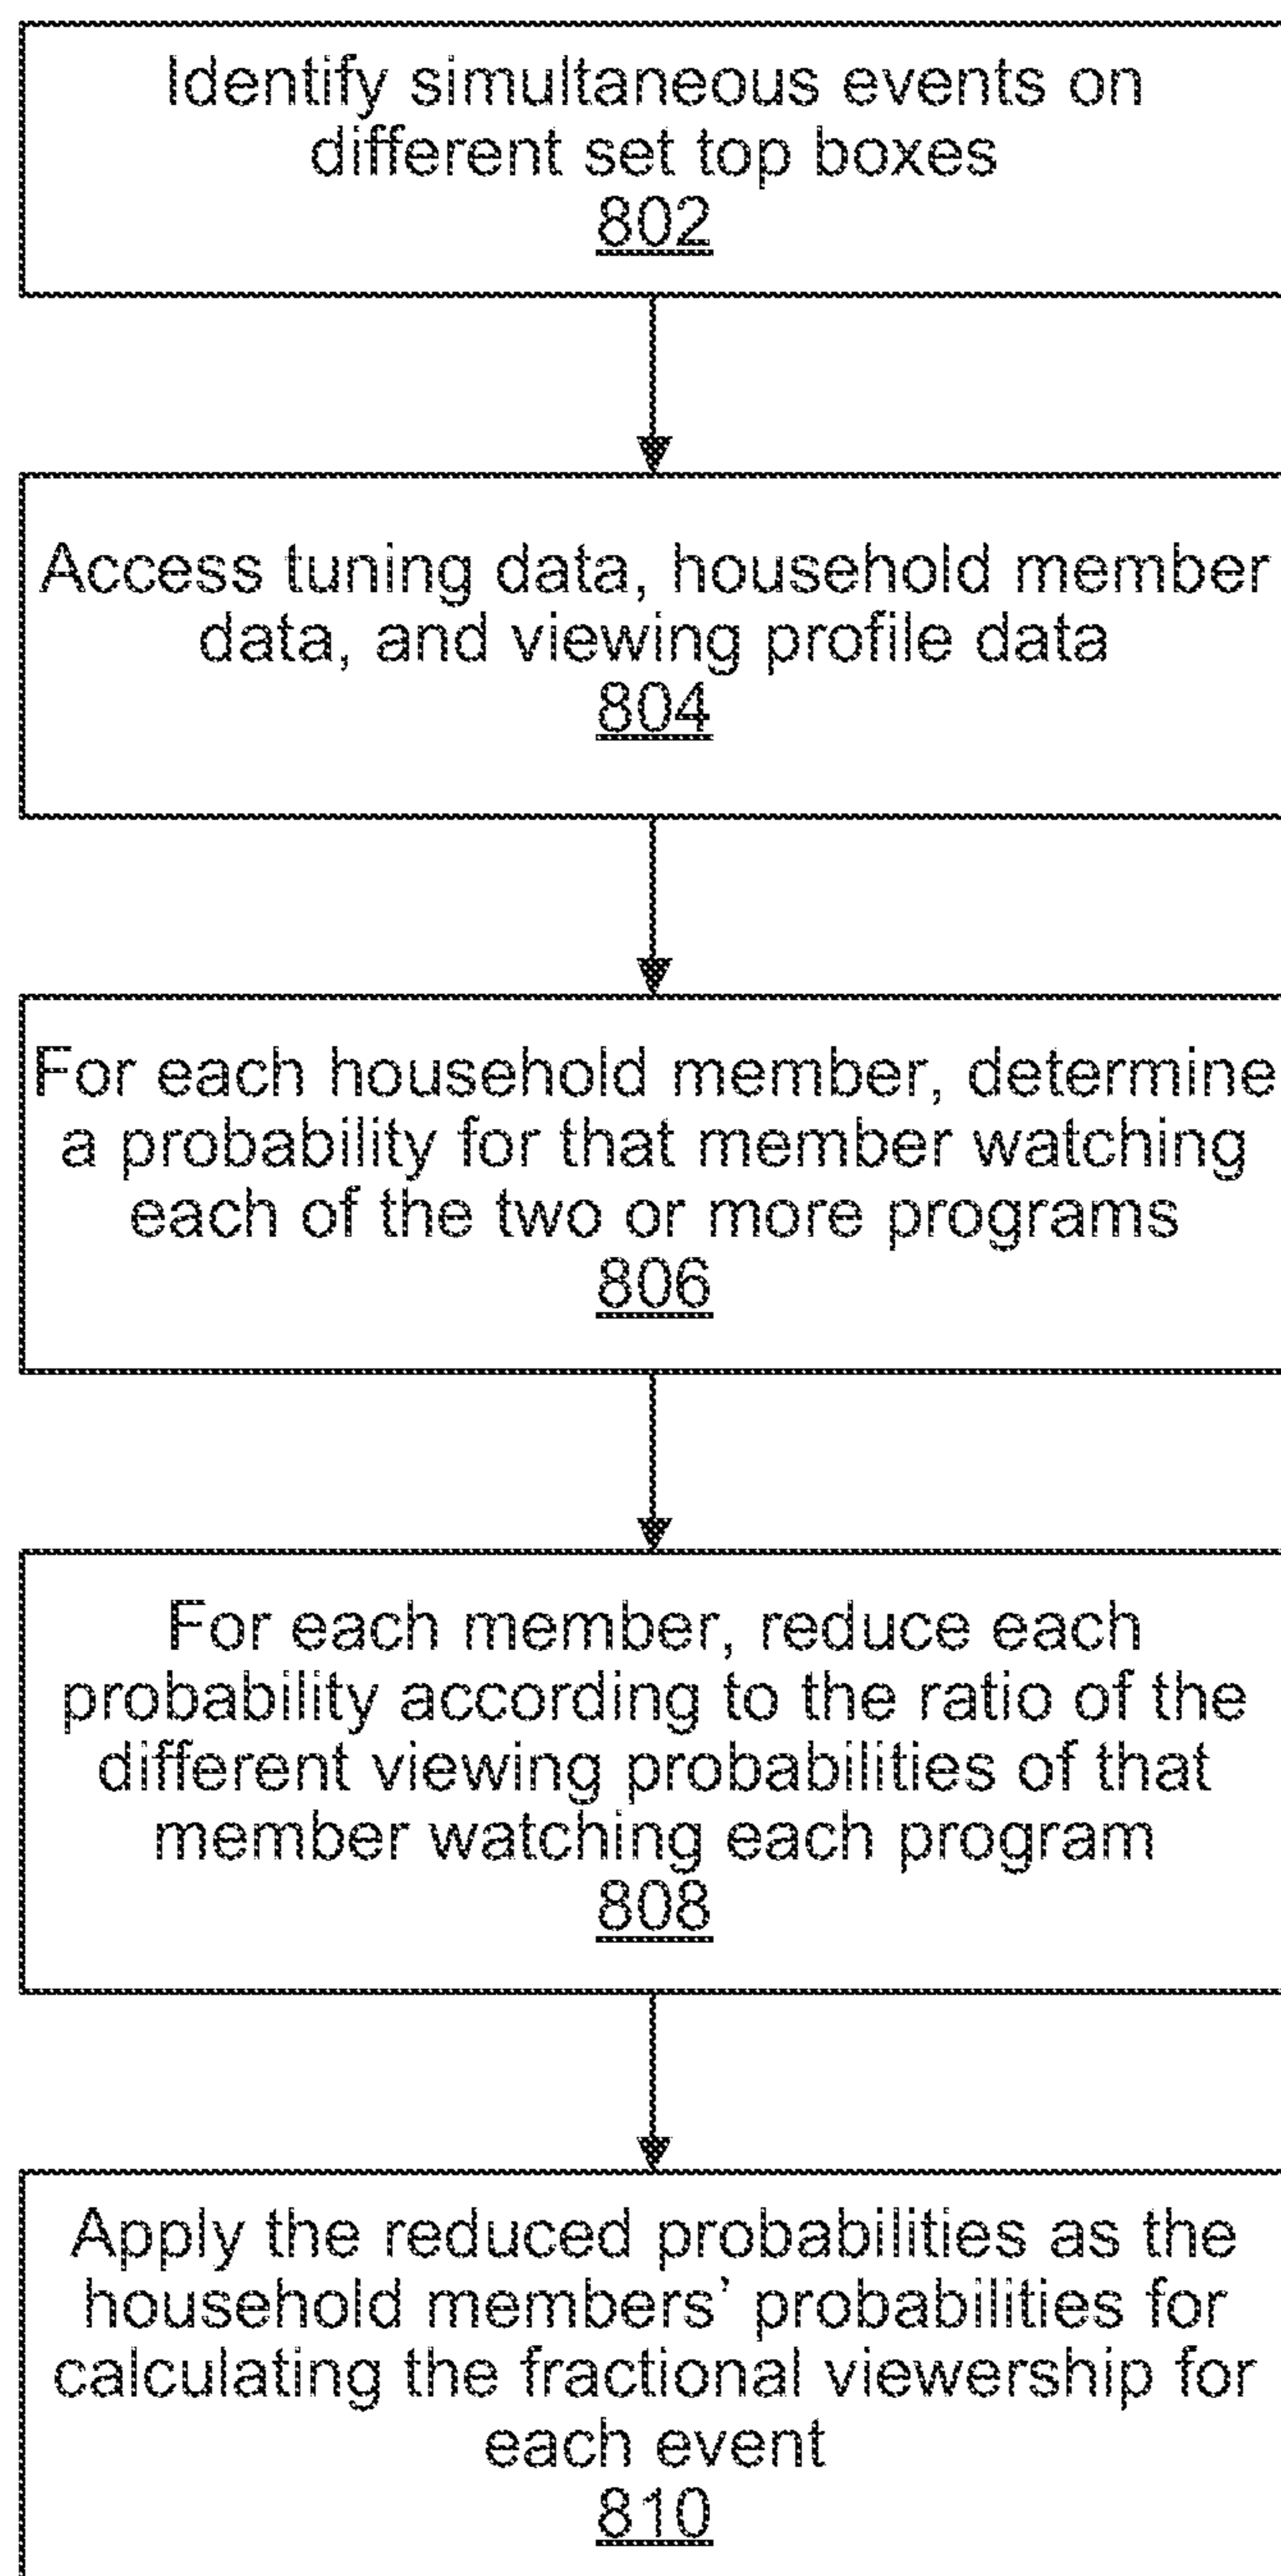 Identify simultaneous events on
different set top boxes
802
Access tuning data, household member
data, and viewing profile data
804
For each household member, determine
a probability for that member watching
each of the two or more programs
806
For each member, reduce each
probability according to the ratio of the
different viewing probabilities of that
member watching each program
808
Apply the reduced probabilities as the
household members’ probabilities for
calculating the fractional viewership for
each event
810